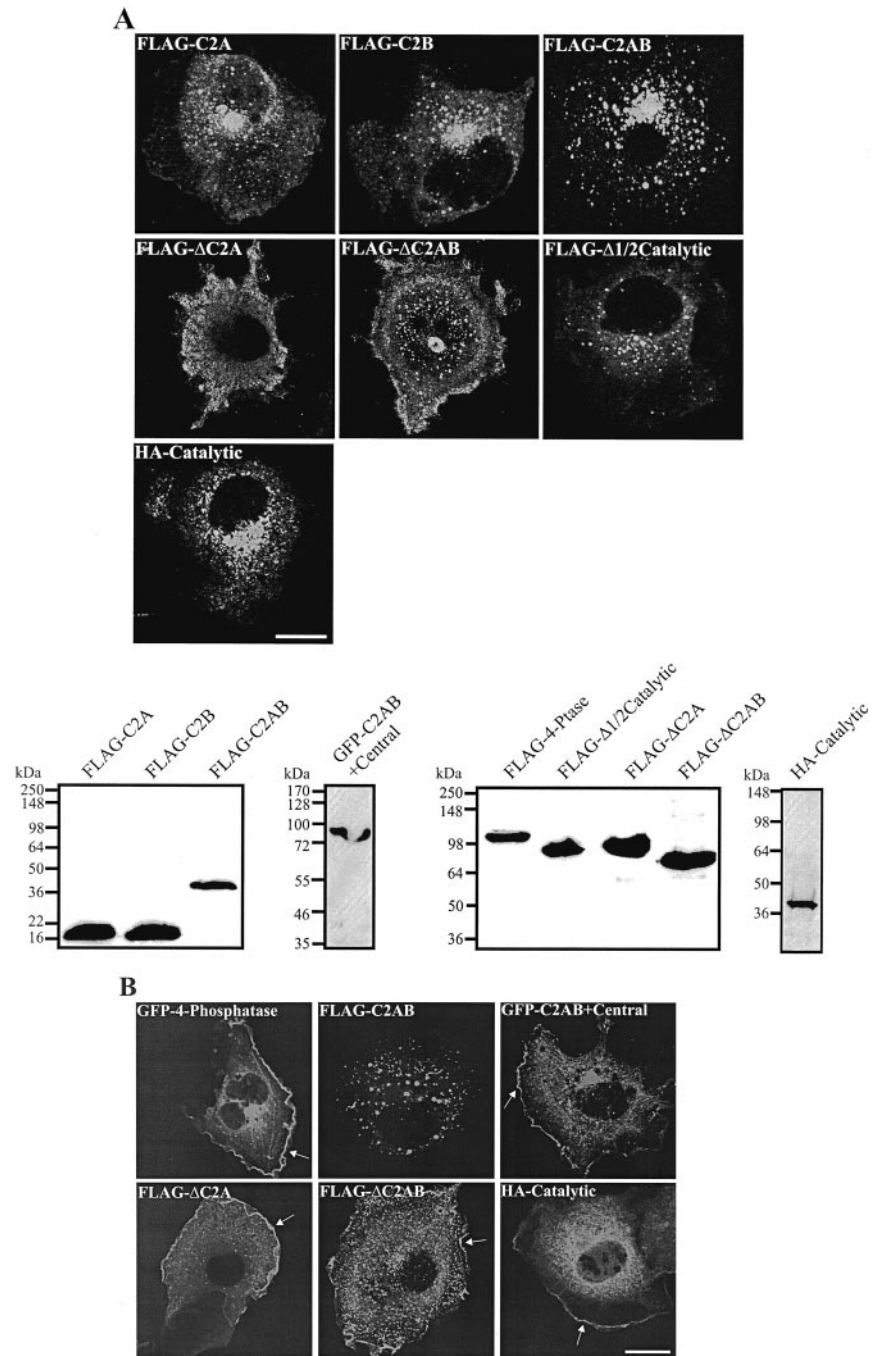 A
FLAG-C2A
FLAG-C2B
FLAG-C2AB
FLAG-ΔC2A
FLAG-ΔC2AB
FLAG-Δ1/2Catalytic
HA-Catalytic
FLAG-C2A
FLAG-C2B
FLAG-C2AB
kDa
250
148
98
64
50
36
22
16
GFP-C2AB
+Central
kDa
170
128
100
72
55
46
35
FLAG-4-Ptase
FLAG-Δ1/2Catalytic
FLAG-ΔC2A
FLAG-ΔC2AB
kDa
250
148
98
64
50
36
HA-Catalytic
kDa
148
98
64
50
36
B
GFP-4-Phosphatase
FLAG-C2AB
GFP-C2AB+Central
FLAG-ΔC2A
FLAG-ΔC2AB
HA-Catalytic